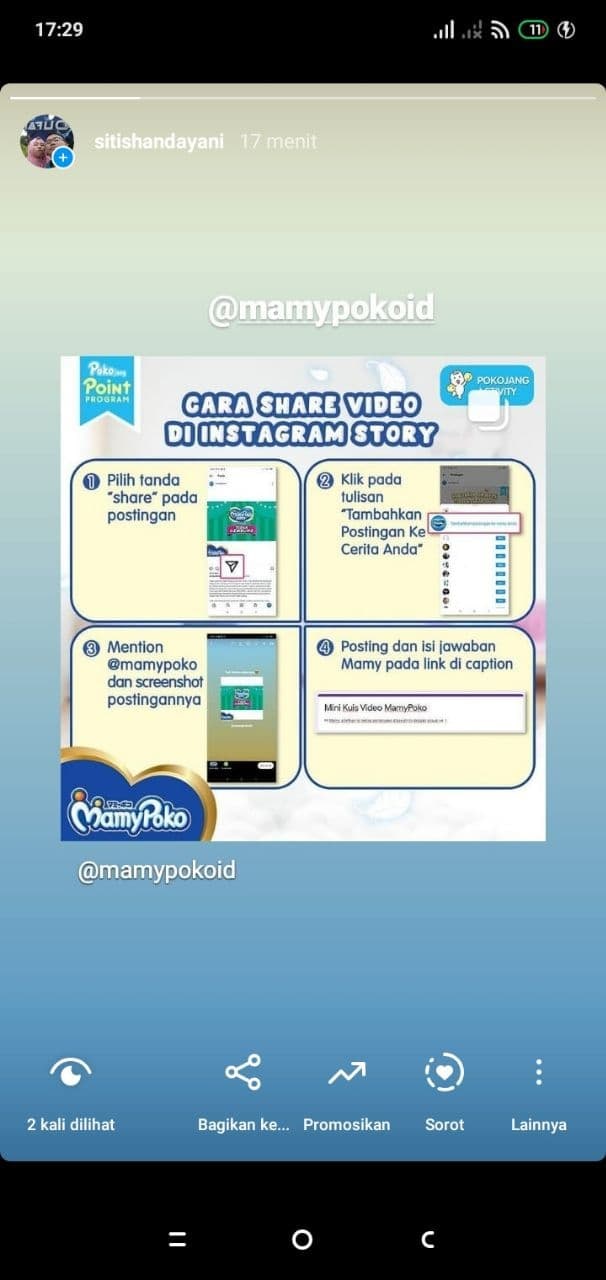 17:29
11
sitishandayani 17 menit
@mamypokoid
Pokojang
POINT
PROGRAM
POKOJANG
ACTIVITY
CARA SHARE VIDEO
DI INSTAGRAM STORY
1 Pilih tanda
"share" pada
postingan
2 Klik pada
tulisan
"Tambahkan
Postingan Ke
Cerita Anda"
3 Mention
@mamypoko
dan screenshot
postingannya
4 Posting dan isi jawaban
Mamy pada link di caption
Mini Kuis Video MamyPoko
MamyPoko
@mamypokoid
2 kali dilihat
Bagikan ke...
Promosikan
Sorot
Lainnya